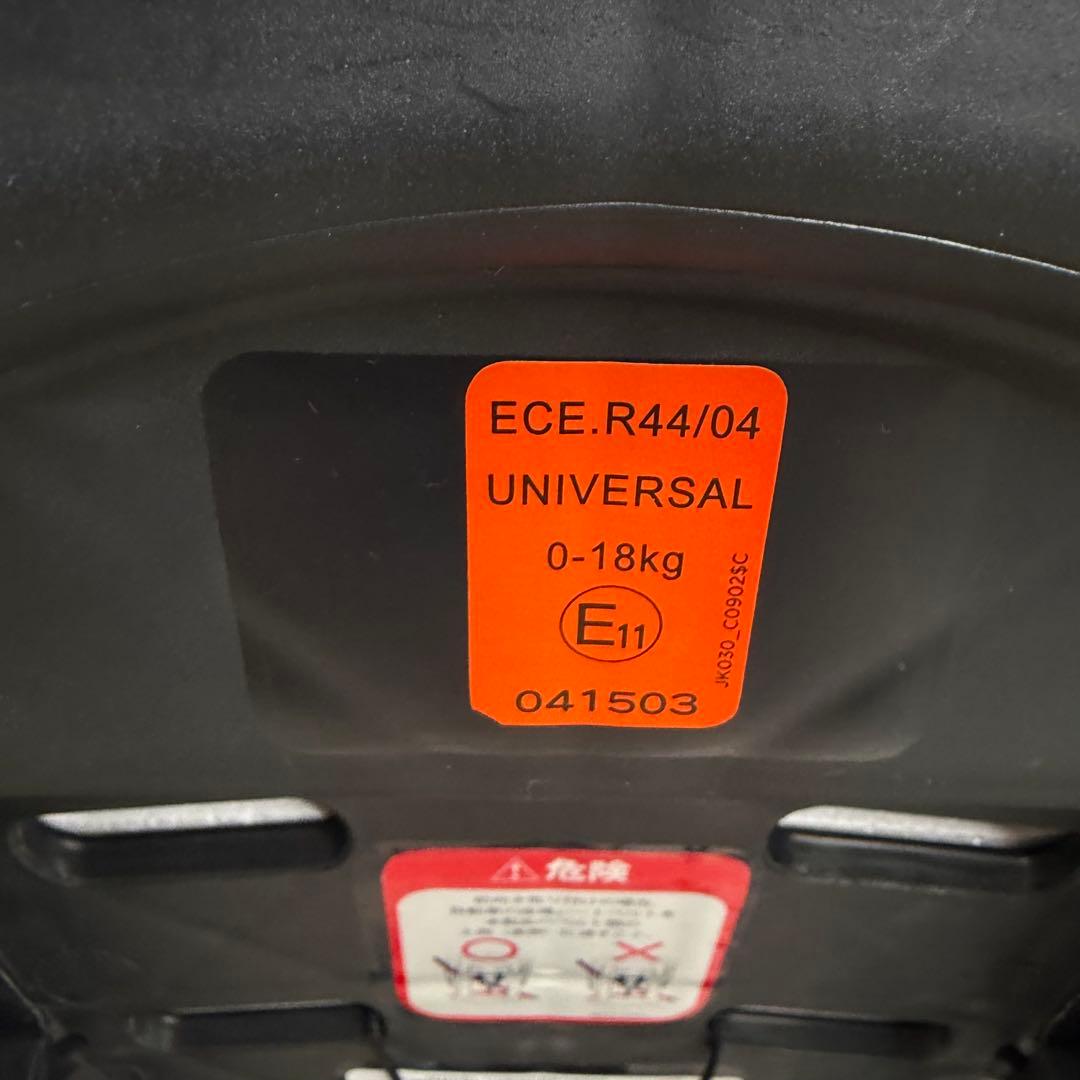 ECE.R44/04
UNIVERSAL
0-18kg
E11
041503
JK030_C0902$C
危険